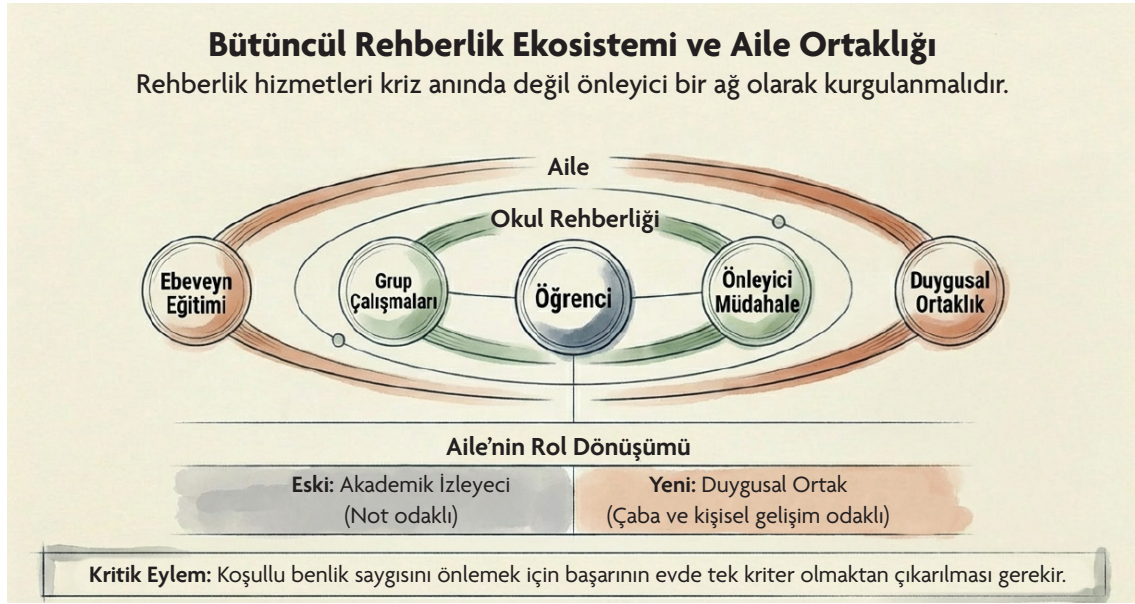 Bütüncül Rehberlik Ekosistemi ve Aile Ortaklığı
Rehberlik hizmetleri kriz anında değil önleyici bir ağ olarak kurgulanmalıdır.
Aile
Okul Rehberliği
Ebeveyn
Eğitimi
Grup
Çalışmaları
Öğrenci
Önleyici
Müdahale
Duygusal
Ortaklık
Aile’nin Rol Dönüşümü
Eski: Akademik İzleyeci
(Not odaklı)
Yeni: Duygusal Ortak
(Çaba ve kişisel gelişim odaklı)
Kritik Eylem: Koşullu benlik saygısını önlemek için başarının evde tek kriter olmaktan çıkarılması gerekir.